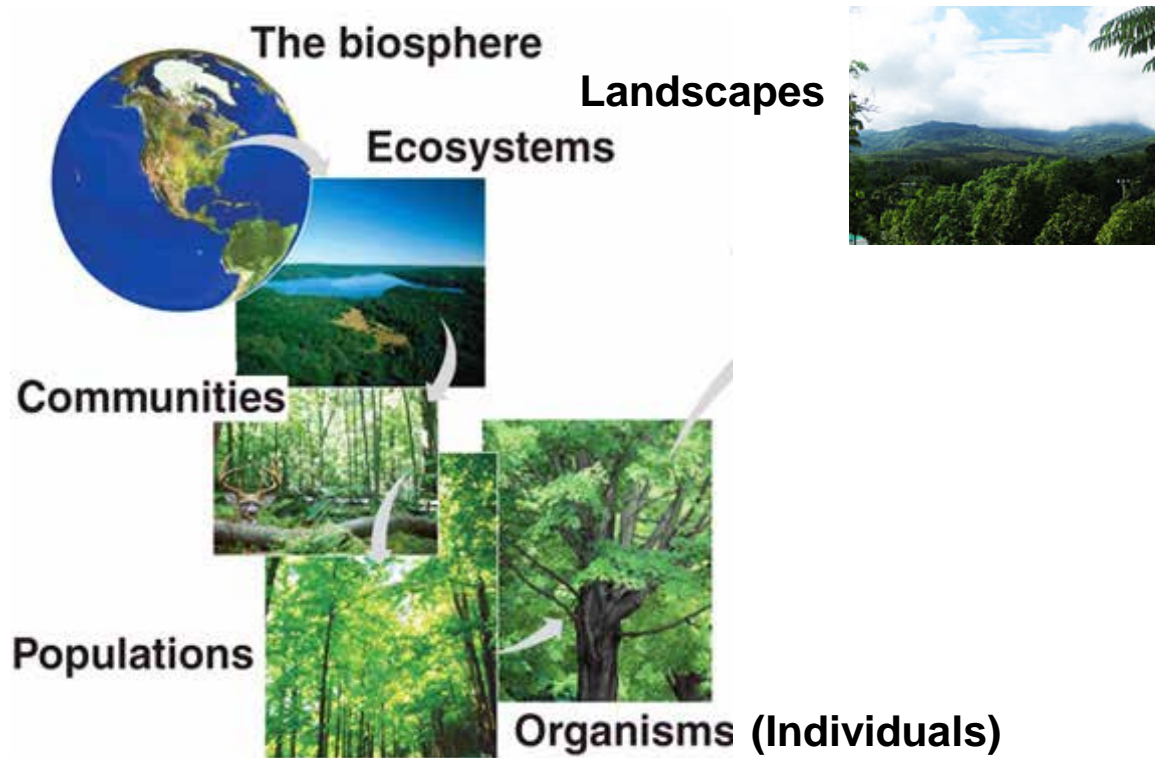 The biosphere
Landscapes
Ecosystems
Communities
Populations
Organisms (Individuals)